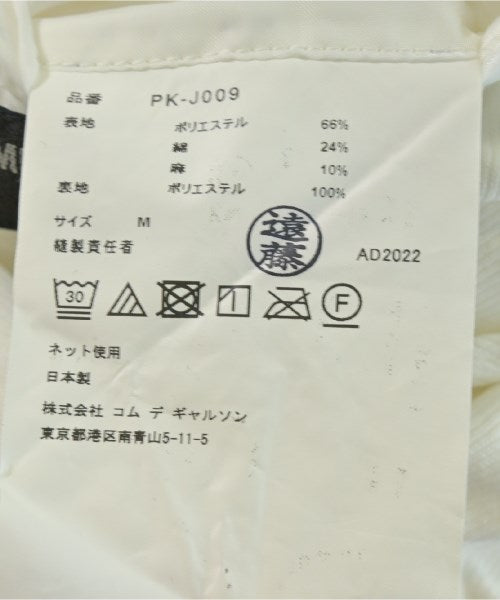 品番 PK-J009
表地 ポリエステル 66%
綿 24%
麻 10%
裏地 ポリエステル 100%
サイズ M
縫製責任者
遠藤
AD2022
30
F
ネット使用
日本製
株式会社 コム デ ギャルソン
東京都港区南青山5-11-5